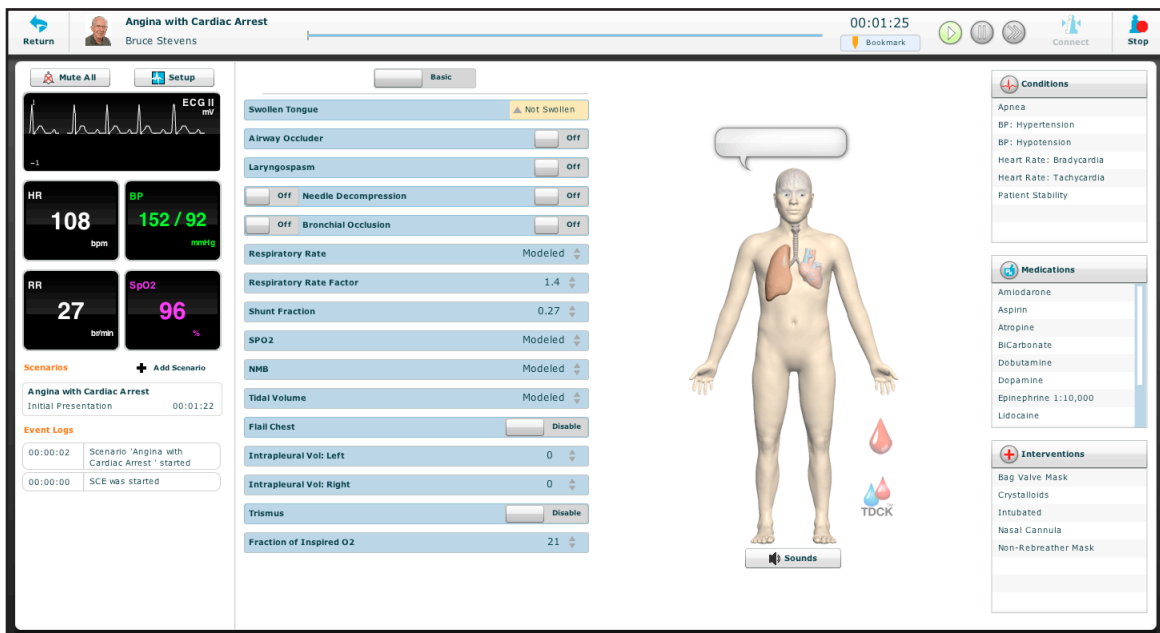 Return
Angina with Cardiac Arrest
Bruce Stevens
00:01:25
Bookmark
Connect
Stop
Mute All
Setup
ECG II
mV
1
-1
HR
108
bpm
BP
152 / 92
mmHg
RR
27
br/min
SpO2
96
%
Scenarios
Add Scenario
Angina with Cardiac Arrest
Initial Presentation 00:01:22
Event Logs
00:00:02 Scenario 'Angina with
Cardiac Arrest ' started
00:00:00 SCE was started
Basic
Swollen Tongue Not Swollen
Airway Occluder Off
Laryngospasm Off
Off Needle Decompression Off
Off Bronchial Occlusion Off
Respiratory Rate Modeled
Respiratory Rate Factor 1.4
Shunt Fraction 0.27
SPO2 Modeled
NMB Modeled
Tidal Volume Modeled
Flail Chest Disable
Intrapleural Vol: Left 0
Intrapleural Vol: Right 0
Trismus Disable
Fraction of Inspired O2 21
TDCK
Sounds
Conditions
Apnea
BP: Hypertension
BP: Hypotension
Heart Rate: Bradycardia
Heart Rate: Tachycardia
Patient Stability
Medications
Amiodarone
Aspirin
Atropine
BiCarbonate
Dobutamine
Dopamine
Epinephrine 1:10,000
Lidocaine
Interventions
Bag Valve Mask
Crystalloids
Intubated
Nasal Cannula
Non-Rebreather Mask